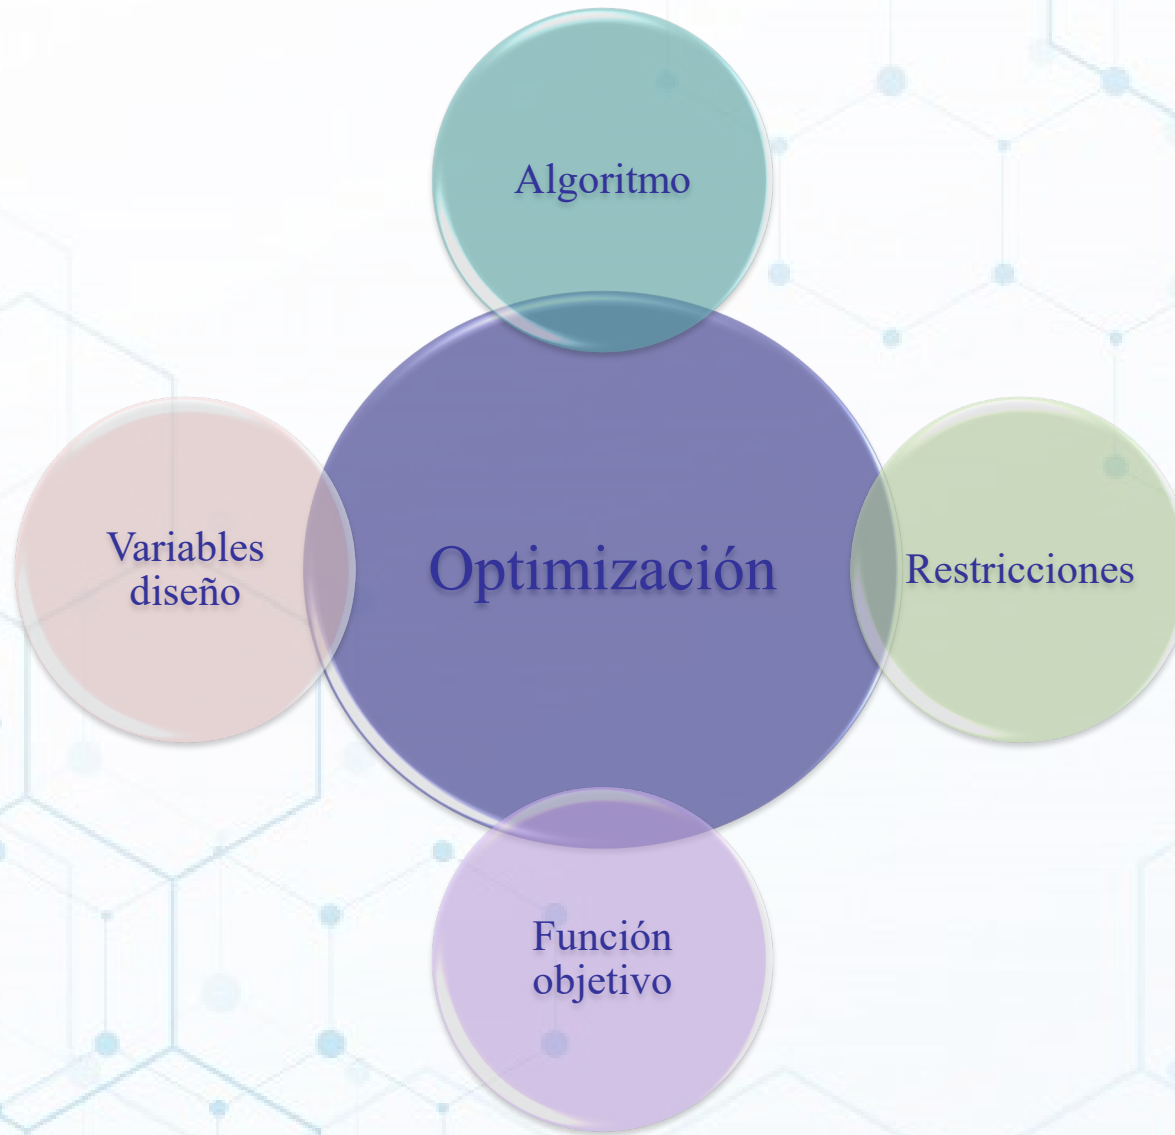 Algoritmo
Variables
diseño
Optimización
Restricciones
Función
objetivo